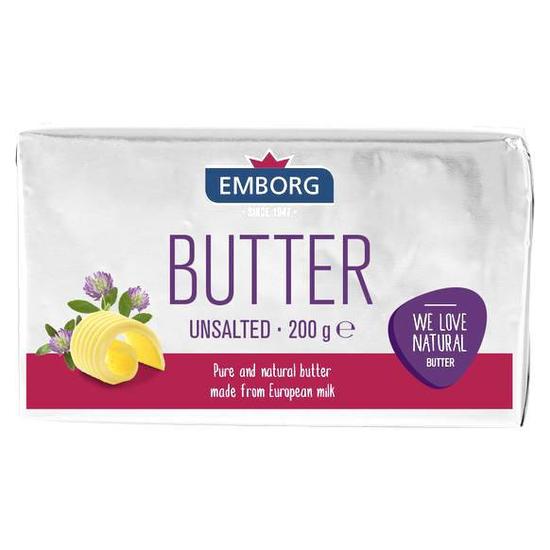 EMBORG
• SINCE 1947 •
BUTTER
UNSALTED • 200 g ℮
WE LOVE
NATURAL
BUTTER
Pure and natural butter
made from European milk